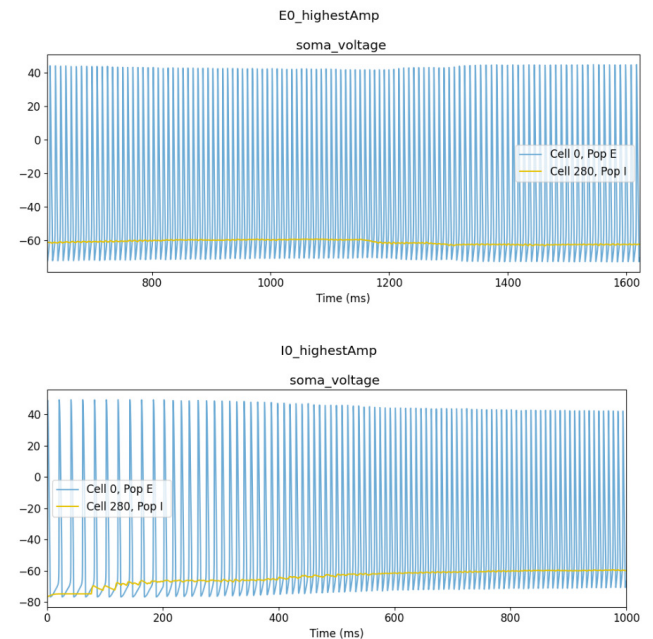 E0_highestAmp
soma_voltage
40
20
0
−20
−40
−60
Cell 0, Pop E
Cell 280, Pop I
800 1000 1200 1400 1600
Time (ms)
I0_highestAmp
soma_voltage
40
20
0
−20
−40
−60
−80
Cell 0, Pop E
Cell 280, Pop I
0 200 400 600 800 1000
Time (ms)